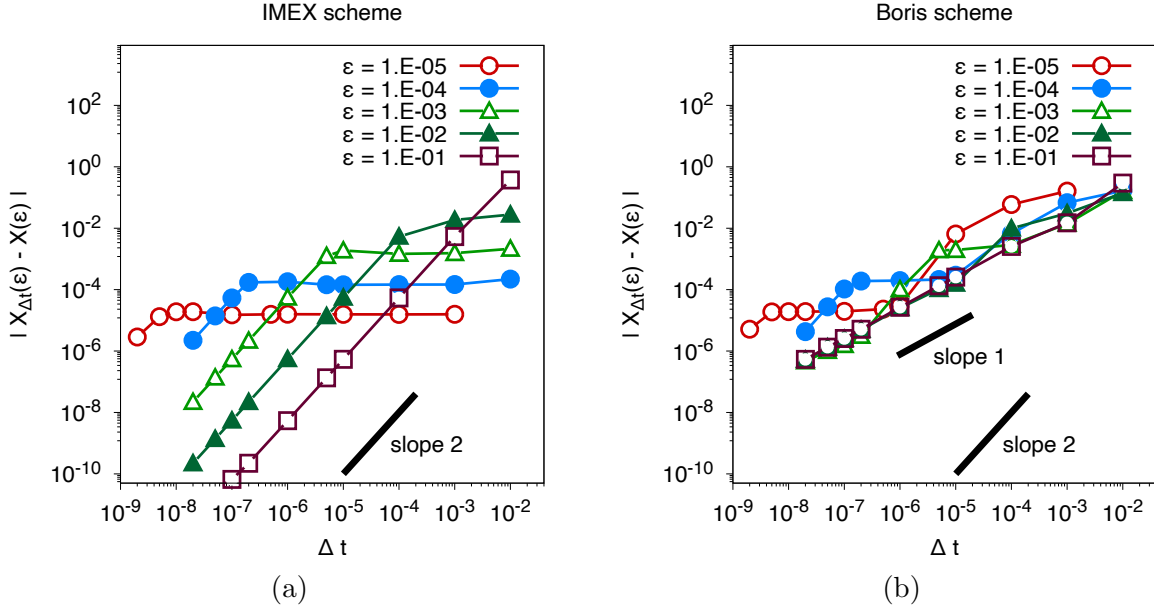 IMEX scheme
| X_Δt(ε) - X(ε) |
10^2
10^0
10^-2
10^-4
10^-6
10^-8
10^-10
ε = 1.E-05
ε = 1.E-04
ε = 1.E-03
ε = 1.E-02
ε = 1.E-01
slope 2
10^-9 10^-8 10^-7 10^-6 10^-5 10^-4 10^-3 10^-2
Δ t
(a)
Boris scheme
| X_Δt(ε) - X(ε) |
10^2
10^0
10^-2
10^-4
10^-6
10^-8
10^-10
ε = 1.E-05
ε = 1.E-04
ε = 1.E-03
ε = 1.E-02
ε = 1.E-01
slope 1
slope 2
10^-9 10^-8 10^-7 10^-6 10^-5 10^-4 10^-3 10^-2
Δ t
(b)